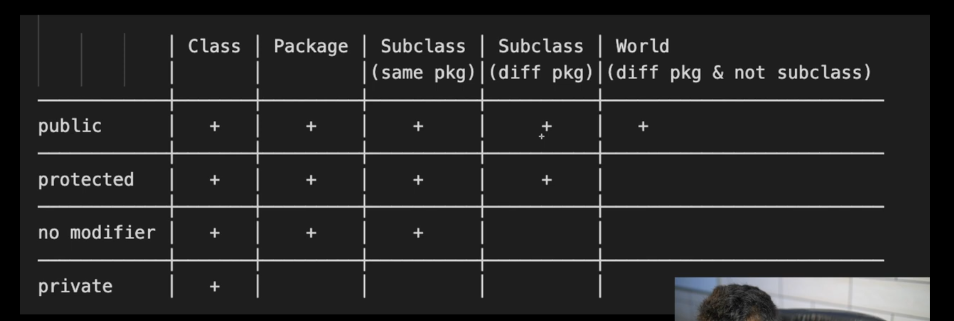 | Class | Package | Subclass | Subclass | World
| | |(same pkg)|(diff pkg)|(diff pkg & not subclass)
public | + | + | + | + | +
protected | + | + | + | + |
no modifier | + | + | + | |
private | + | | | |